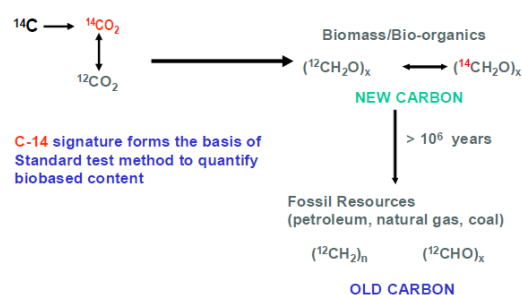 ¹⁴C ¹⁴CO₂
¹²CO₂
Biomass/Bio-organics
(¹²CH₂O)ₓ (¹⁴CH₂O)ₓ
NEW CARBON
> 10⁶ years
C-14 signature forms the basis of
Standard test method to quantify
biobased content
Fossil Resources
(petroleum, natural gas, coal)
(¹²CH₂)ₙ (¹²CHO)ₓ
OLD CARBON